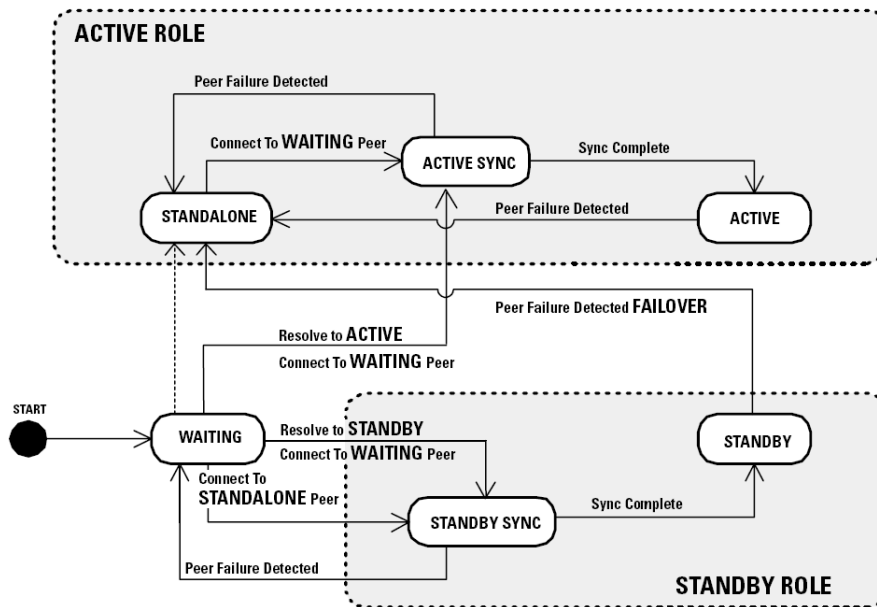 ACTIVE ROLE
Peer Failure Detected
Connect To WAITING Peer
ACTIVE SYNC
Sync Complete
STANDALONE
Peer Failure Detected
ACTIVE
Peer Failure Detected FAILOVER
Resolve to ACTIVE
Connect To WAITING Peer
START
WAITING
Resolve to STANDBY
Connect To WAITING Peer
STANDBY
Connect To
STANDALONE Peer
STANDBY SYNC
Sync Complete
Peer Failure Detected
STANDBY ROLE